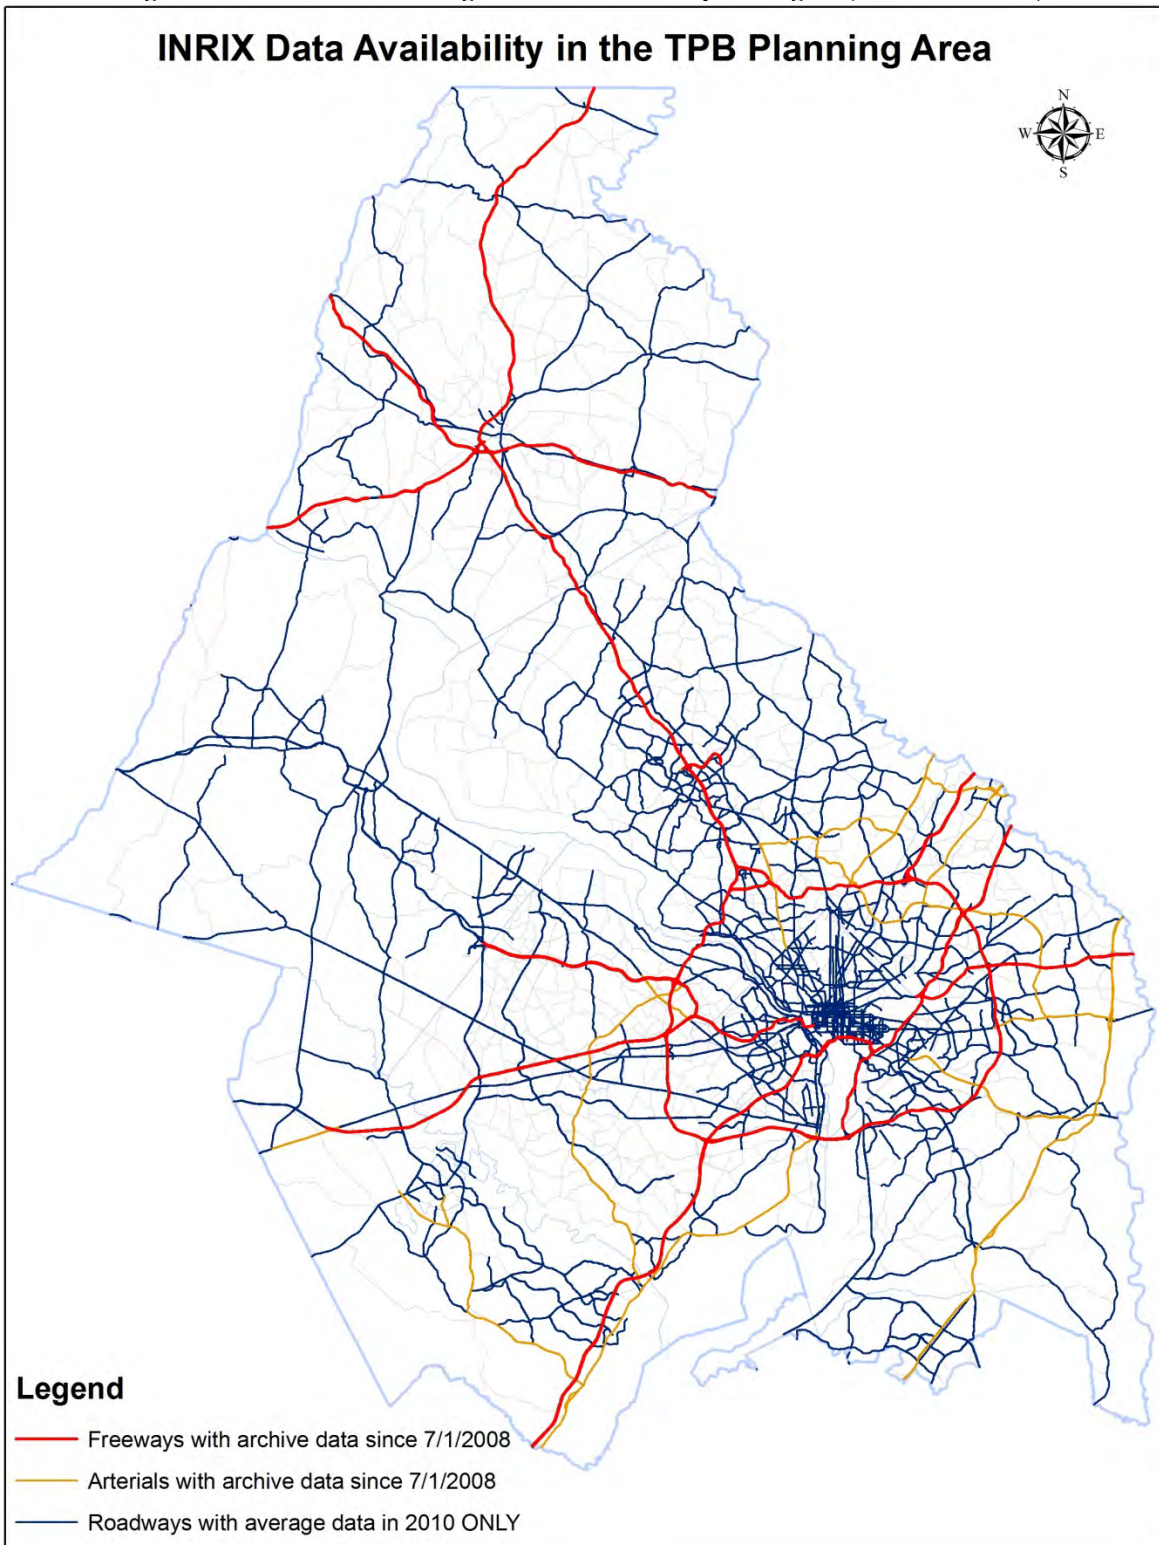 INRIX Data Availability in the TPB Planning Area
N
W E
S
Legend
Freeways with archive data since 7/1/2008
Arterials with archive data since 7/1/2008
Roadways with average data in 2010 ONLY